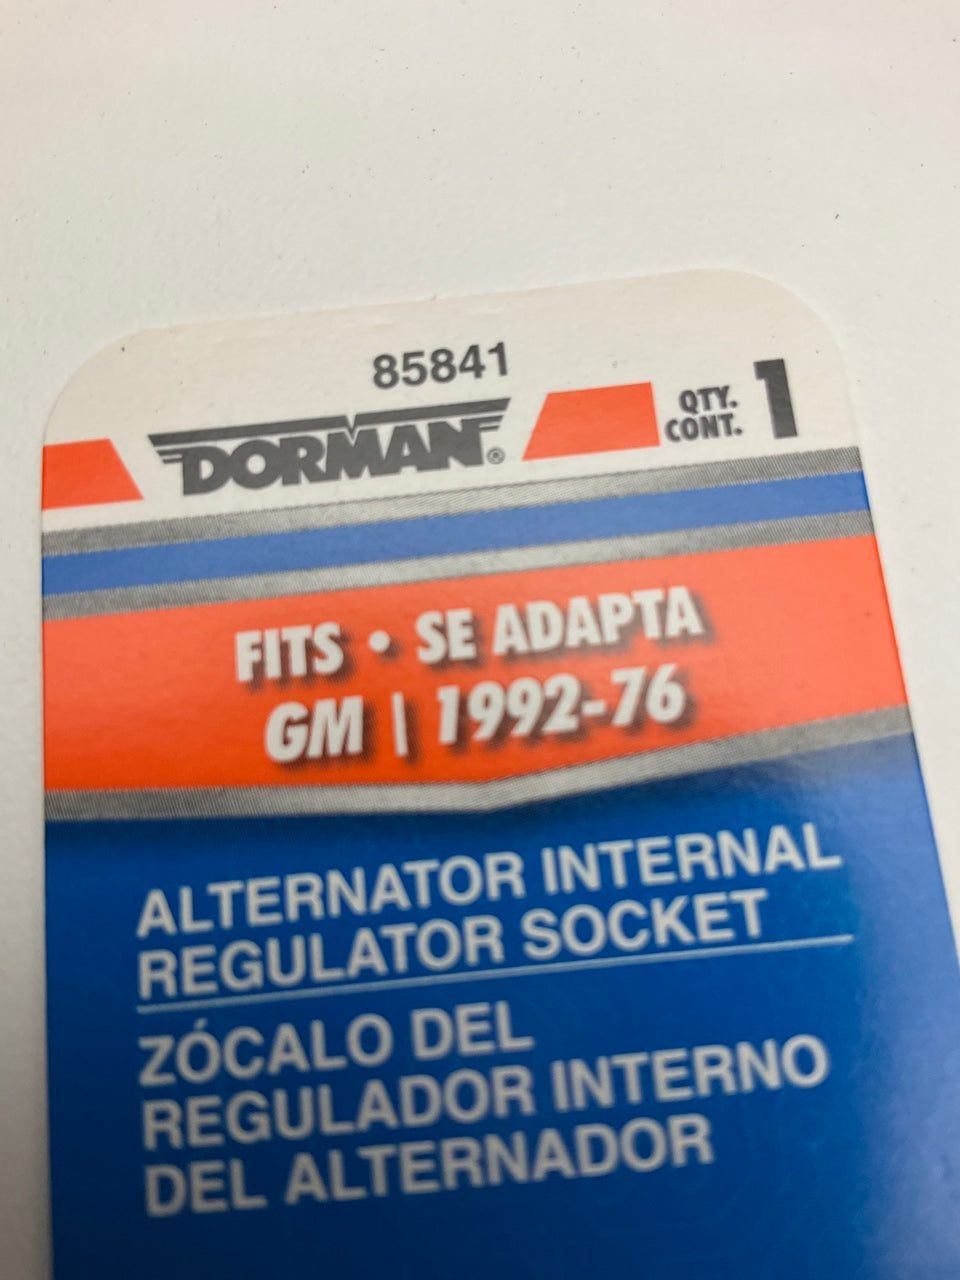 85841
DORMAN®
QTY.
CONT. 1
FITS • SE ADAPTA
GM | 1992-76
ALTERNATOR INTERNAL
REGULATOR SOCKET
ZÓCALO DEL
REGULADOR INTERNO
DEL ALTERNADOR